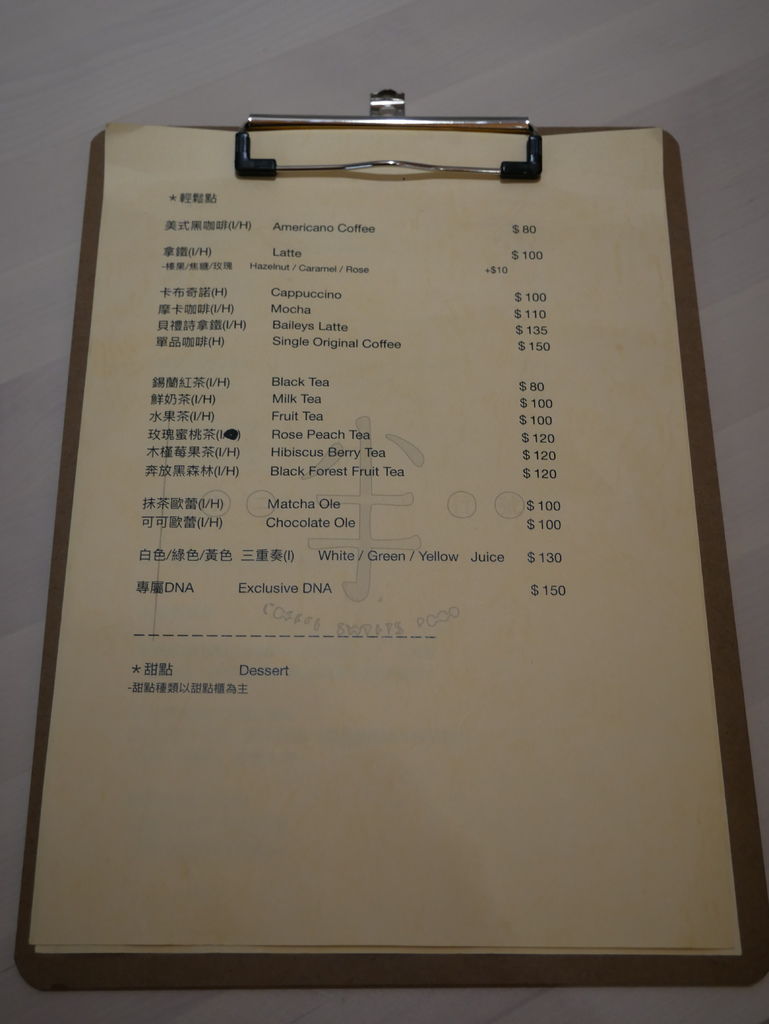 *輕鬆點
美式黑咖啡(I/H) Americano Coffee $80
拿鐵(I/H) Latte $100
-榛果/焦糖/玫瑰 Hazelnut / Caramel / Rose +$10
卡布奇諾(H) Cappuccino $100
摩卡咖啡(I/H) Mocha $110
貝禮詩拿鐵(I/H) Baileys Latte $135
單品咖啡(H) Single Original Coffee $150
錫蘭紅茶(I/H) Black Tea $80
鮮奶茶(I/H) Milk Tea $100
水果茶(I/H) Fruit Tea $100
玫瑰蜜桃茶(I Rose Peach Tea $120
木槿莓果茶(I/H) Hibiscus Berry Tea $120
奔放黑森林(I/H) Black Forest Fruit Tea $120
抹茶歐蕾(I/H) Matcha Ole $100
可可歐蕾(I/H) Chocolate Ole $100
白色/綠色/黃色 三重奏(I) White / Green / Yellow Juice $130
專屬DNA Exclusive DNA $150
*甜點 Dessert
-甜點種類以甜點櫃為主